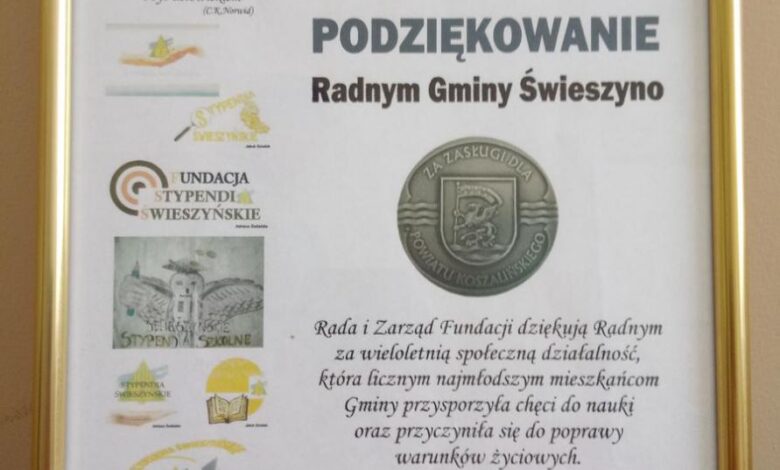 (C.K.Norwid)
PODZIĘKOWANIE
Radnym Gminy Świeszyno
STYPENDIA
ŚWIESZYŃSKIE
FUNDACJA
STYPENDIA
ŚWIESZYŃSKIE
STYPENDIA SZKOLNE
STYPENDIA
ŚWIESZYŃSKIE
ZA ZASŁUGI DLA
POWIATU KOSZALIŃSKIEGO
Rada i Zarząd Fundacji dziękują Radnym
za wieloletnią społeczną działalność,
która licznym najmłodszym mieszkańcom
Gminy przysporzyła chęci do nauki
oraz przyczyniła się do poprawy
warunków życiowych.